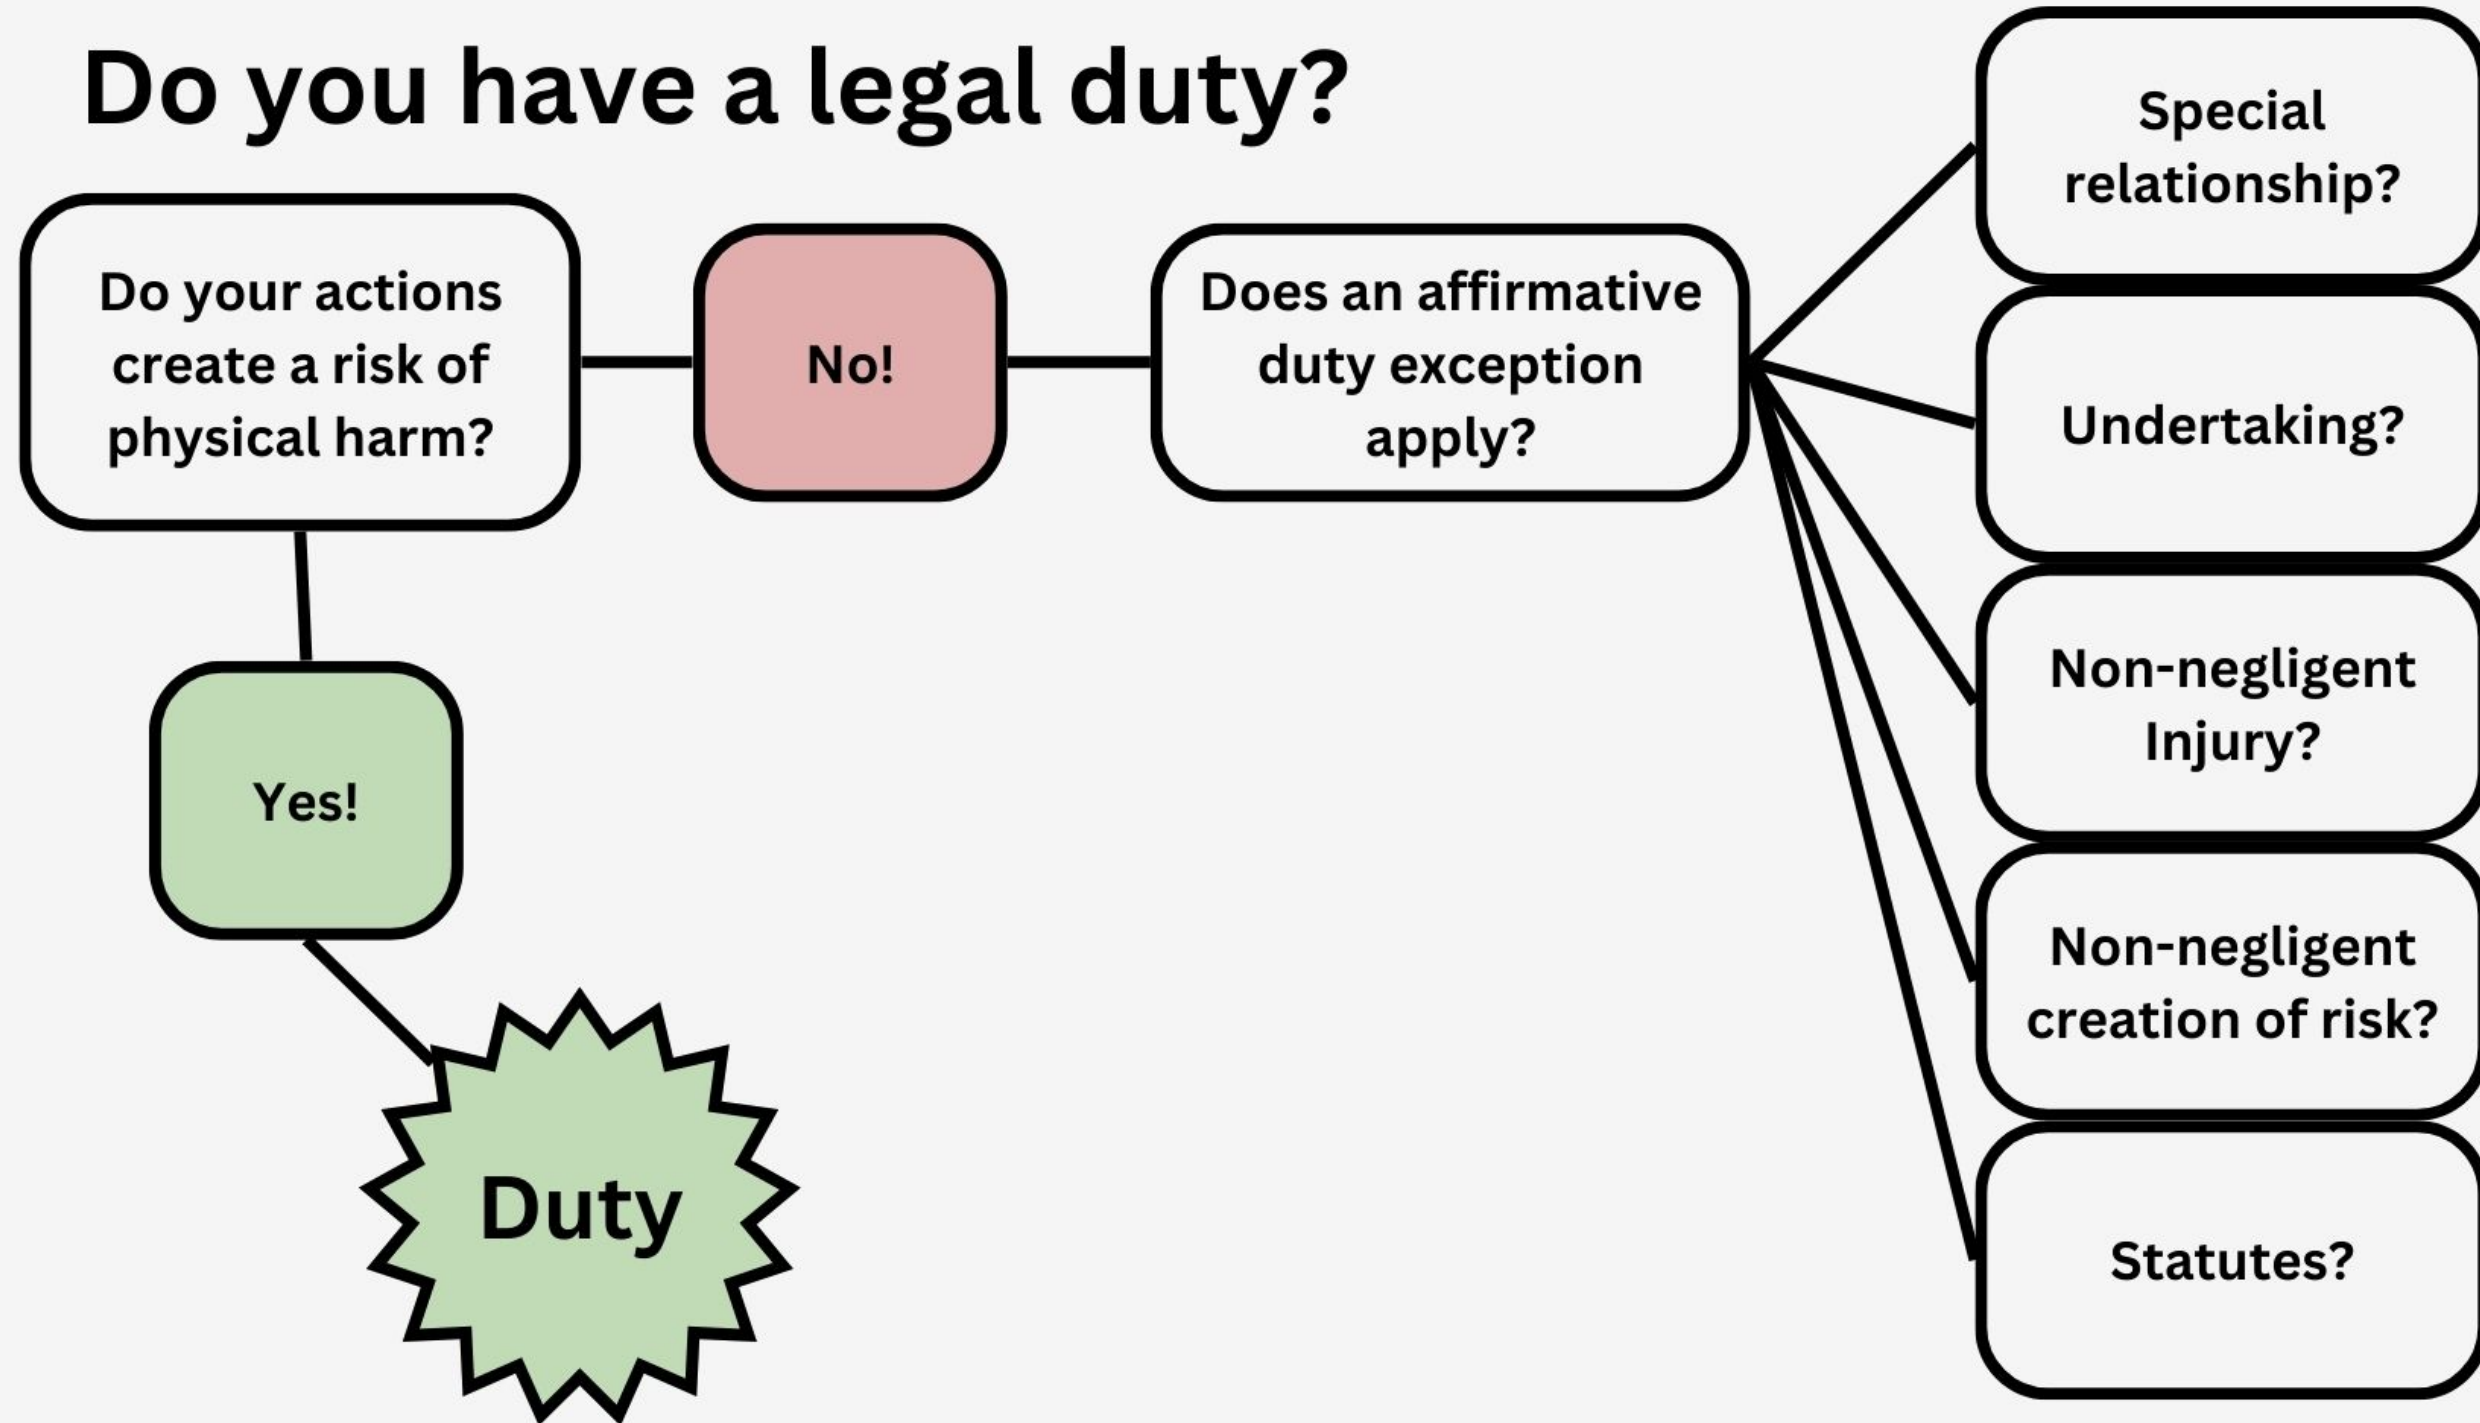 Do you have a legal duty?
Do your actions
create a risk of
physical harm?
No!
Does an affirmative
duty exception
apply?
Special
relationship?
Undertaking?
Non-negligent
Injury?
Non-negligent
creation of risk?
Statutes?
Yes!
Duty